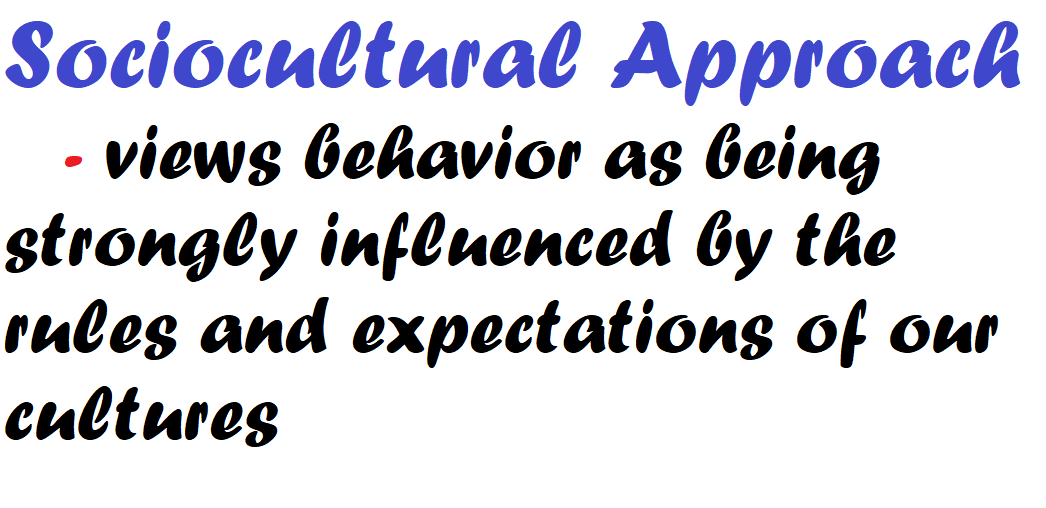 Sociocultural Approach
- views behavior as being
strongly influenced by the
rules and expectations of our
cultures